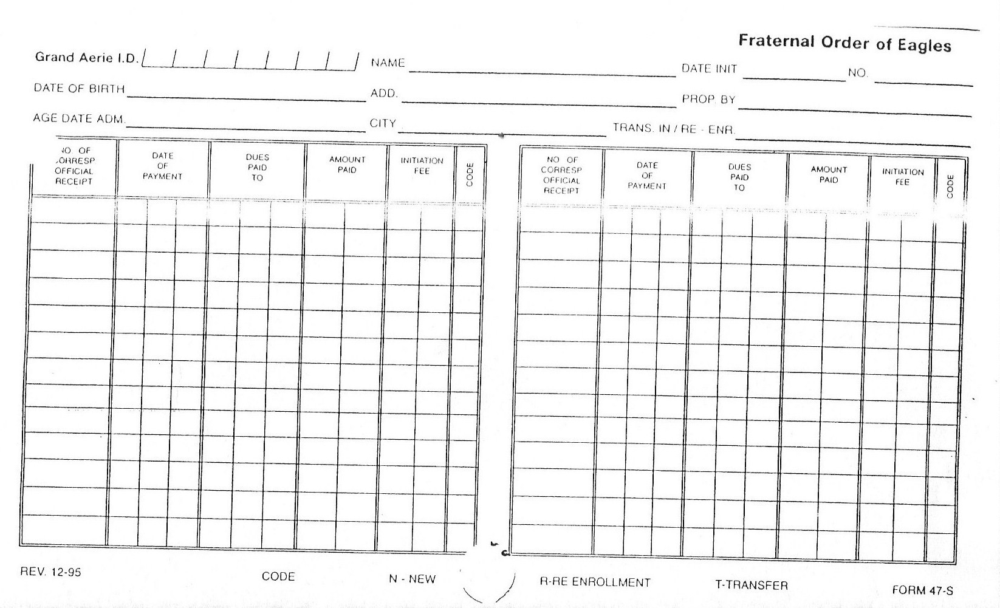 Fraternal Order of Eagles
Grand Aerie I.D. NAME DATE INIT NO.
DATE OF BIRTH ADD. PROP. BY
AGE DATE ADM. CITY TRANS. IN / RE - ENR.
NO OF DATE DUES AMOUNT INITIATION CODE NO OF DATE DUES AMOUNT INITIATION CODE
CORRESP OF PAID PAID FEE CORRESP OF PAID PAID FEE
OFFICIAL PAYMENT TO OFFICIAL PAYMENT TO
RECEIPT RECEIPT
REV. 12-95 CODE N - NEW R-RE ENROLLMENT T-TRANSFER FORM 47-S